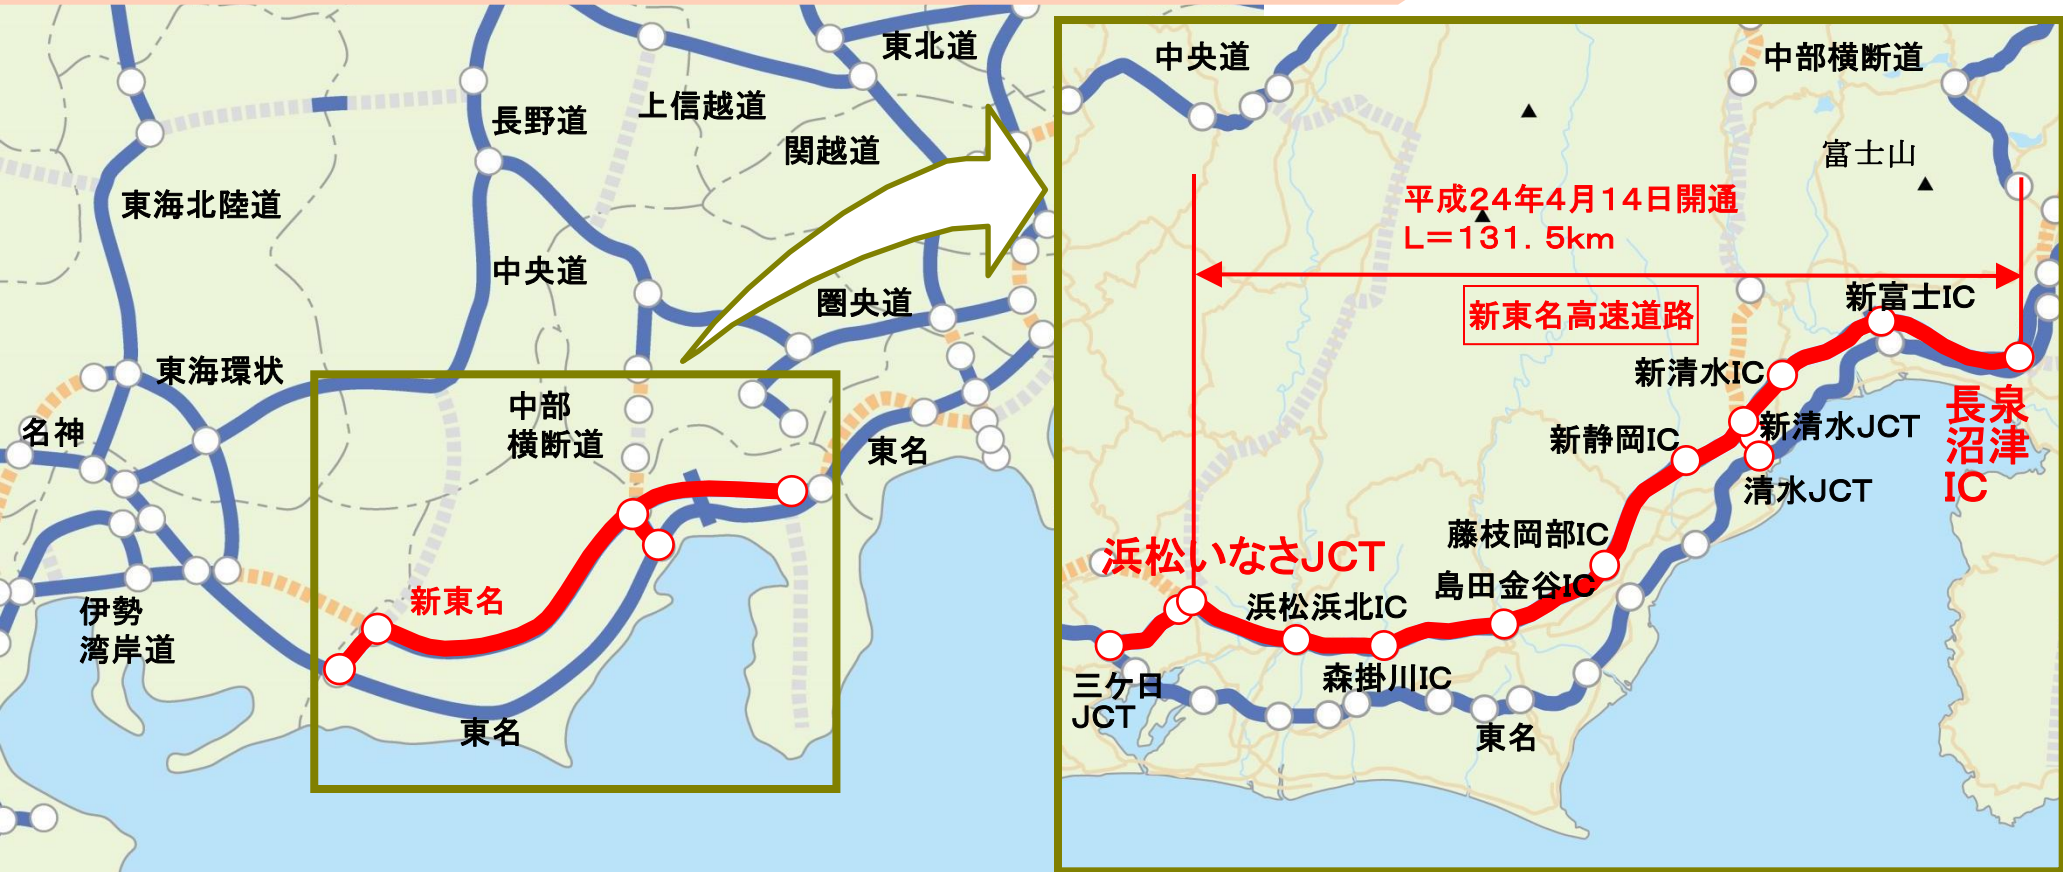 東北道
上信越道
長野道
関越道
東海北陸道
中央道
圏央道
東海環状
中部
横断道
名神
東名
新東名
伊勢
湾岸道
東名
中央道
中部横断道
富士山
平成24年4月14日開通
L=131.5km
新東名高速道路
新富士IC
新清水IC
新清水JCT
新静岡IC
清水JCT
長泉
沼津
IC
藤枝岡部IC
浜松いなさJCT
島田金谷IC
浜松浜北IC
森掛川IC
三ケ日
JCT
東名